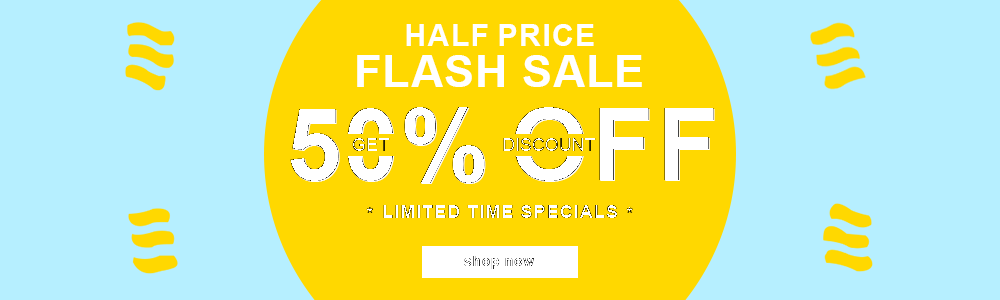 HALF PRICE
FLASH SALE
50% OFF
GET DISCOUNT
* LIMITED TIME SPECIALS *
shop now